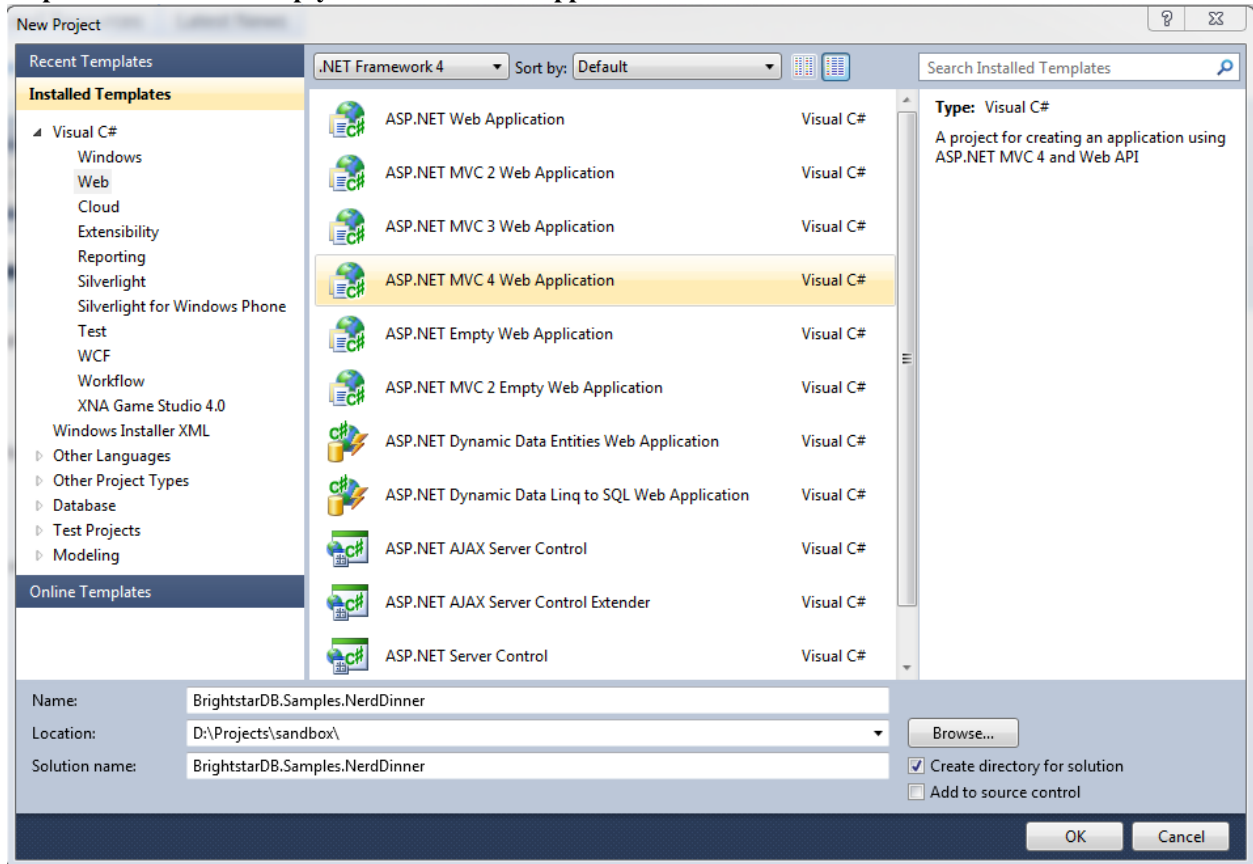 New Project
Recent Templates
Installed Templates
Visual C#
Windows
Web
Cloud
Extensibility
Reporting
Silverlight
Silverlight for Windows Phone
Test
WCF
Workflow
XNA Game Studio 4.0
Windows Installer XML
Other Languages
Other Project Types
Database
Test Projects
Modeling
Online Templates
.NET Framework 4
Sort by: Default
ASP.NET Web Application Visual C#
ASP.NET MVC 2 Web Application Visual C#
ASP.NET MVC 3 Web Application Visual C#
ASP.NET MVC 4 Web Application Visual C#
ASP.NET Empty Web Application Visual C#
ASP.NET MVC 2 Empty Web Application Visual C#
ASP.NET Dynamic Data Entities Web Application Visual C#
ASP.NET Dynamic Data Linq to SQL Web Application Visual C#
ASP.NET AJAX Server Control Visual C#
ASP.NET AJAX Server Control Extender Visual C#
ASP.NET Server Control Visual C#
Search Installed Templates
Type: Visual C#
A project for creating an application using
ASP.NET MVC 4 and Web API
Name: BrightstarDB.Samples.NerdDinner
Location: D:\Projects\sandbox\
Browse...
Solution name: BrightstarDB.Samples.NerdDinner
Create directory for solution
Add to source control
OK Cancel